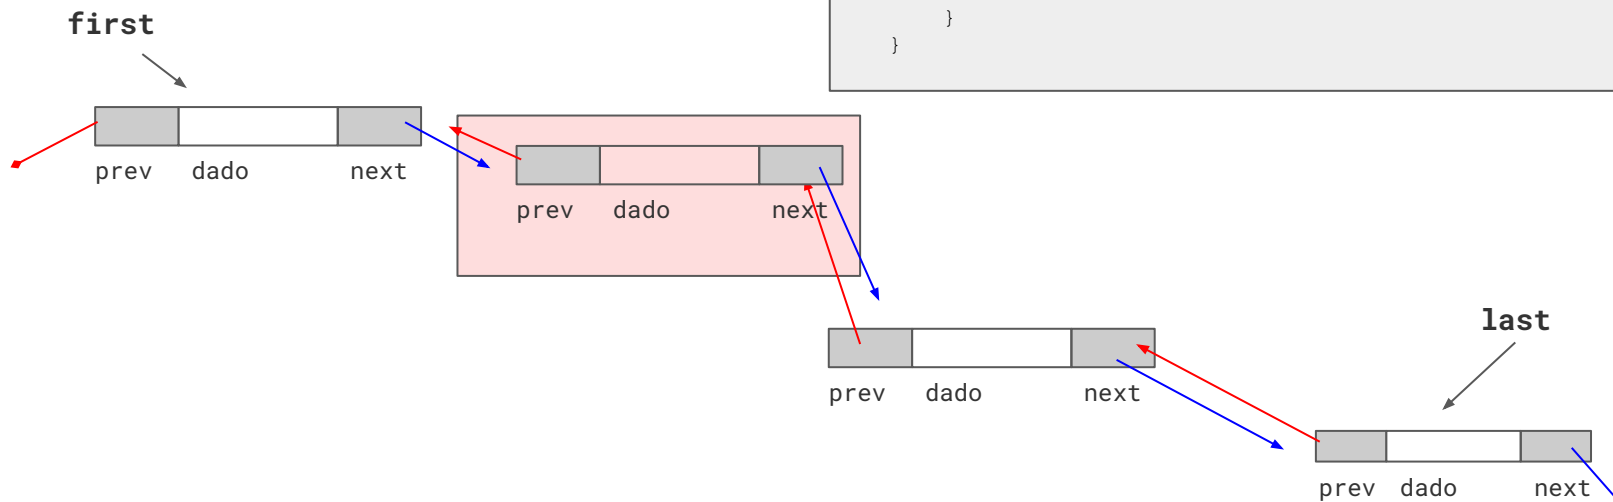 first
}
}
prev dado next
prev dado next
last
prev dado next
prev dado next